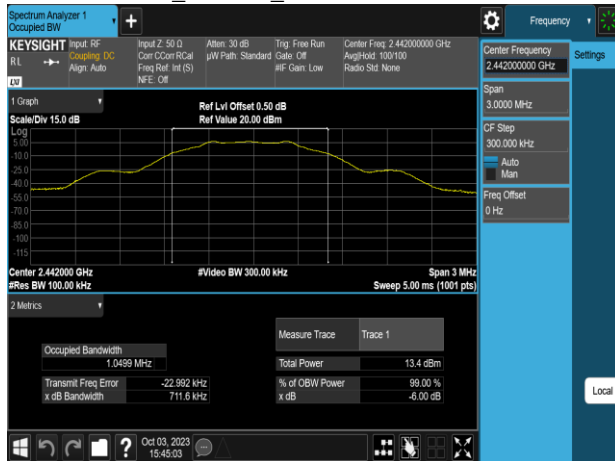 Spectrum Analyzer 1
Occupied BW
+
Frequency
KEYSIGHT
RL
LXI
Input: RF
Coupling: DC
Align: Auto
Input Z: 50 Ω
Corr CCorr RCal
Freq Ref: Int (S)
NFE: Off
Atten: 30 dB
µW Path: Standard
Trig: Free Run
Gate: Off
#IF Gain: Low
Center Freq: 2.442000000 GHz
Avg|Hold: 100/100
Radio Std: None
Center Frequency
2.442000000 GHz
Settings
Span
3.0000 MHz
CF Step
300.000 kHz
Auto
Man
Freq Offset
0 Hz
Local
1 Graph
Scale/Div 15.0 dB
Ref Lvl Offset 0.50 dB
Ref Value 20.00 dBm
Log
5.00
-10.0
-25.0
-40.0
-55.0
-70.0
-85.0
-100
-115
Center 2.442000 GHz
#Res BW 100.00 kHz
#Video BW 300.00 kHz
Span 3 MHz
Sweep 5.00 ms (1001 pts)
2 Metrics
Measure Trace Trace 1
Occupied Bandwidth
1.0499 MHz
Total Power 13.4 dBm
Transmit Freq Error -22.992 kHz
% of OBW Power 99.00 %
x dB Bandwidth 711.6 kHz
x dB -6.00 dB
?
Oct 03, 2023
15:45:03